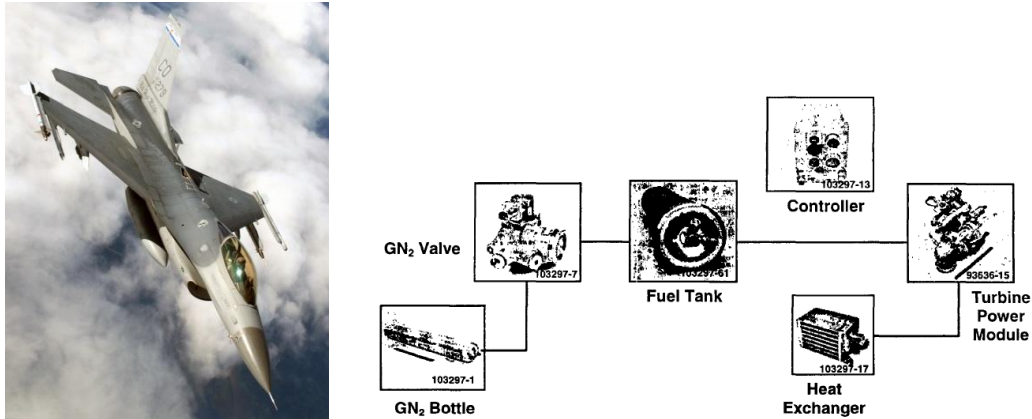 CO
279
103297-13
Controller
GN₂ Valve
103297-7
103297-61
Fuel Tank
93636-15
Turbine
Power
Module
103297-1
GN₂ Bottle
103297-17
Heat
Exchanger